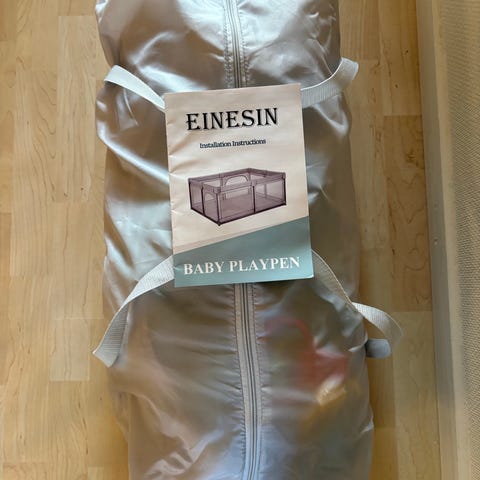 EINESIN
Installation Instructions
BABY PLAYPEN